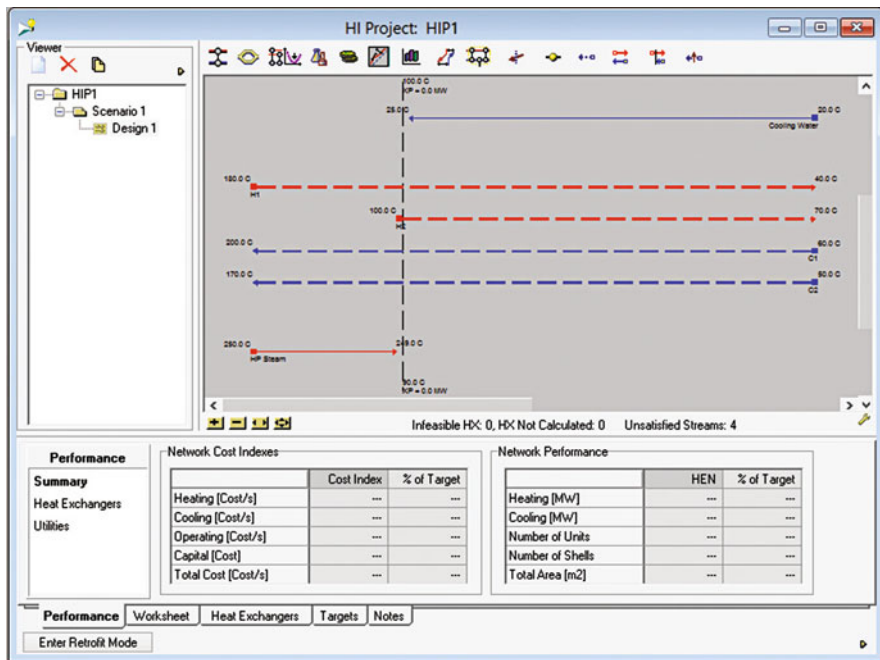 HI Project: HIP1
Viewer
HIP1
Scenario 1
Design 1
100.0 C
KP = 0.0 MW
25.0 C
20.0 C
Cooling Water
180.0 C
40.0 C
H1
100.0 C
70.0 C
H2
200.0 C
60.0 C
C1
170.0 C
50.0 C
C2
250.0 C
249.0 C
HP Steam
90.0 C
KP = 0.0 MW
Infeasible HX: 0, HX Not Calculated: 0 Unsatisfied Streams: 4
Performance
Summary
Heat Exchangers
Utilities
Network Cost Indexes
Cost Index % of Target
Heating [Cost/s] --- ---
Cooling [Cost/s] --- ---
Operating [Cost/s] --- ---
Capital [Cost] --- ---
Total Cost [Cost/s] --- ---
Network Performance
HEN % of Target
Heating [MW] --- ---
Cooling [MW] --- ---
Number of Units --- ---
Number of Shells --- ---
Total Area [m2] --- ---
Performance Worksheet Heat Exchangers Targets Notes
Enter Retrofit Mode